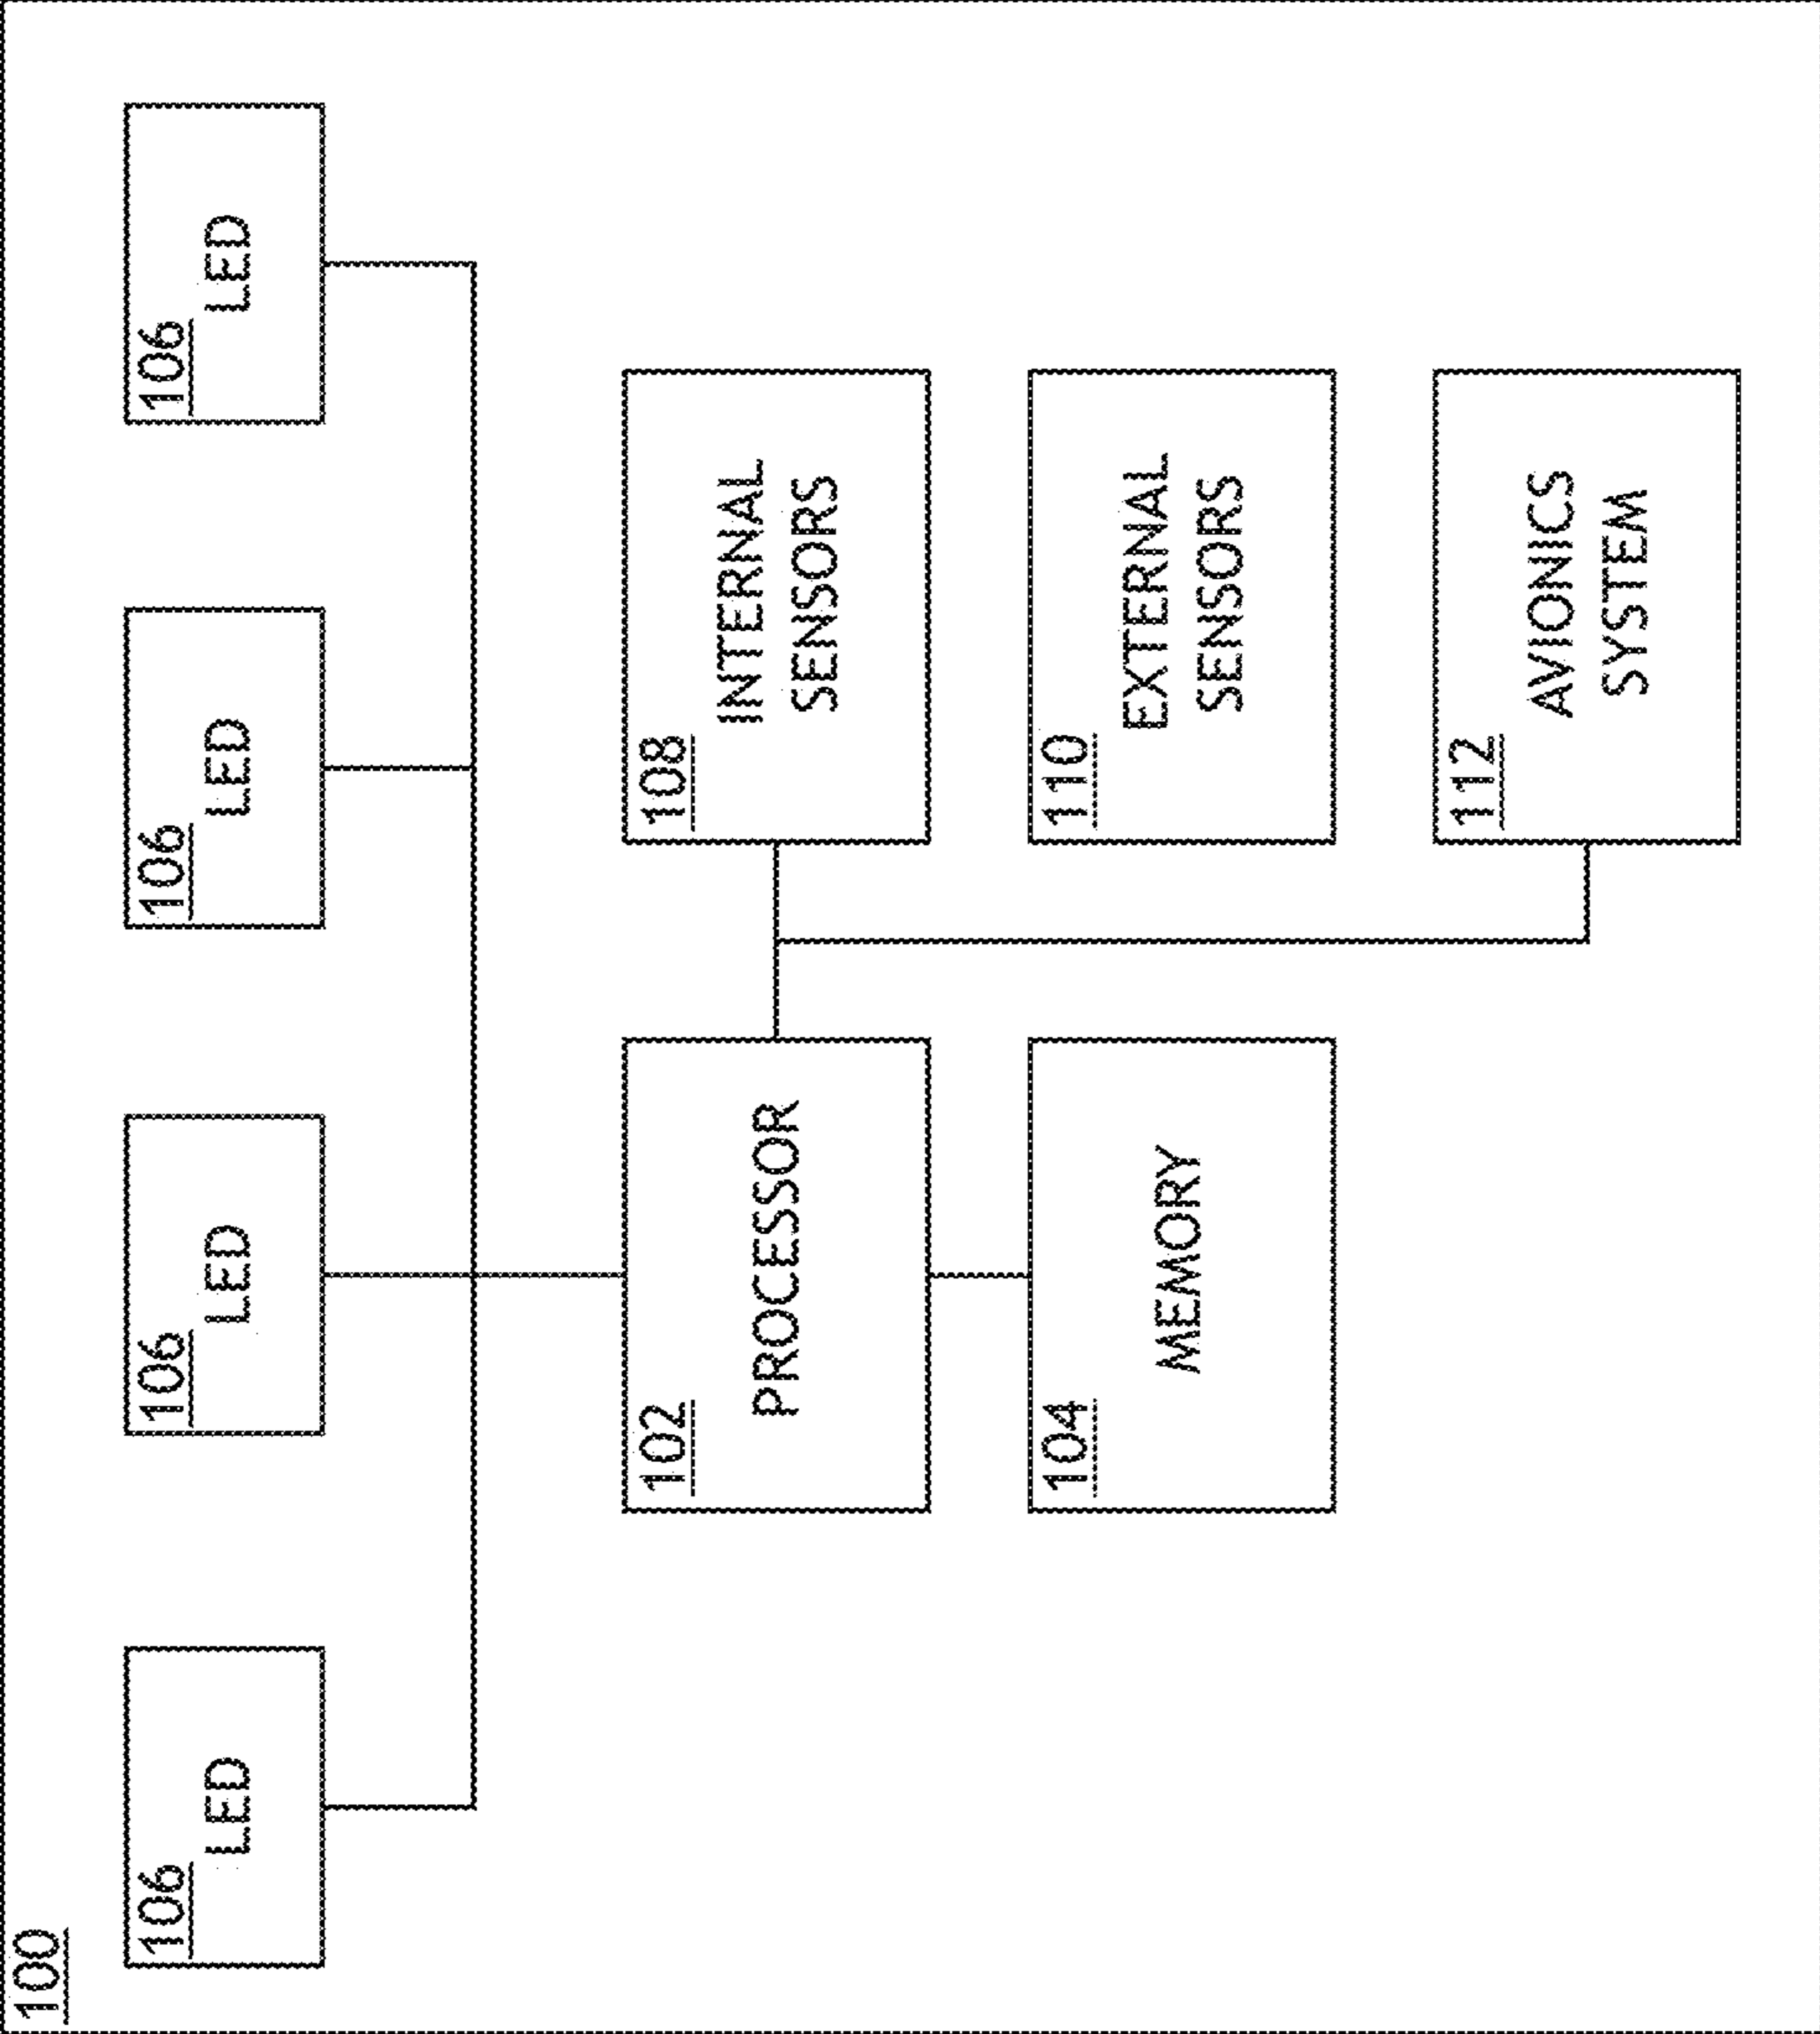 100
106
LED
106
LED
106
LED
106
LED
102
PROCESSOR
108
INTERNAL
SENSORS
104
MEMORY
110
EXTERNAL
SENSORS
112
AVIONICS
SYSTEM